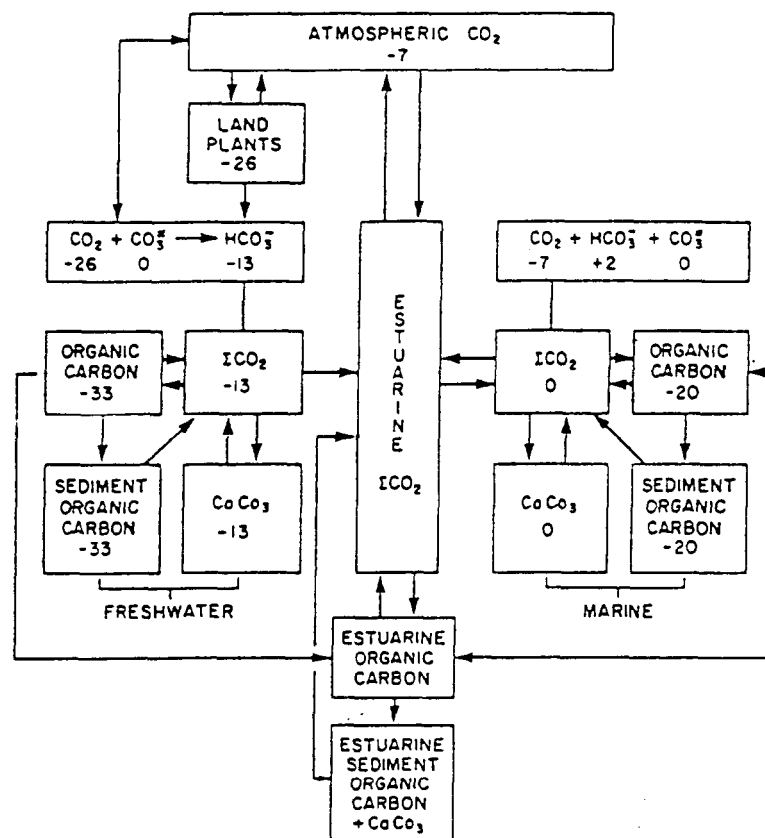 ATMOSPHERIC CO₂
-7
LAND
PLANTS
-26
CO₂ + CO₃⁼ → HCO₃⁻
-26 0 -13
CO₂ + HCO₃⁻ + CO₃⁼
-7 +2 0
ESTUARINE
ΣCO₂
ORGANIC
CARBON
-33
ΣCO₂
-13
ΣCO₂
0
ORGANIC
CARBON
-20
SEDIMENT
ORGANIC
CARBON
-33
CaCo₃
-13
CaCo₃
0
SEDIMENT
ORGANIC
CARBON
-20
FRESHWATER
MARINE
ESTUARINE
ORGANIC
CARBON
ESTUARINE
SEDIMENT
ORGANIC
CARBON
+CaCo₃